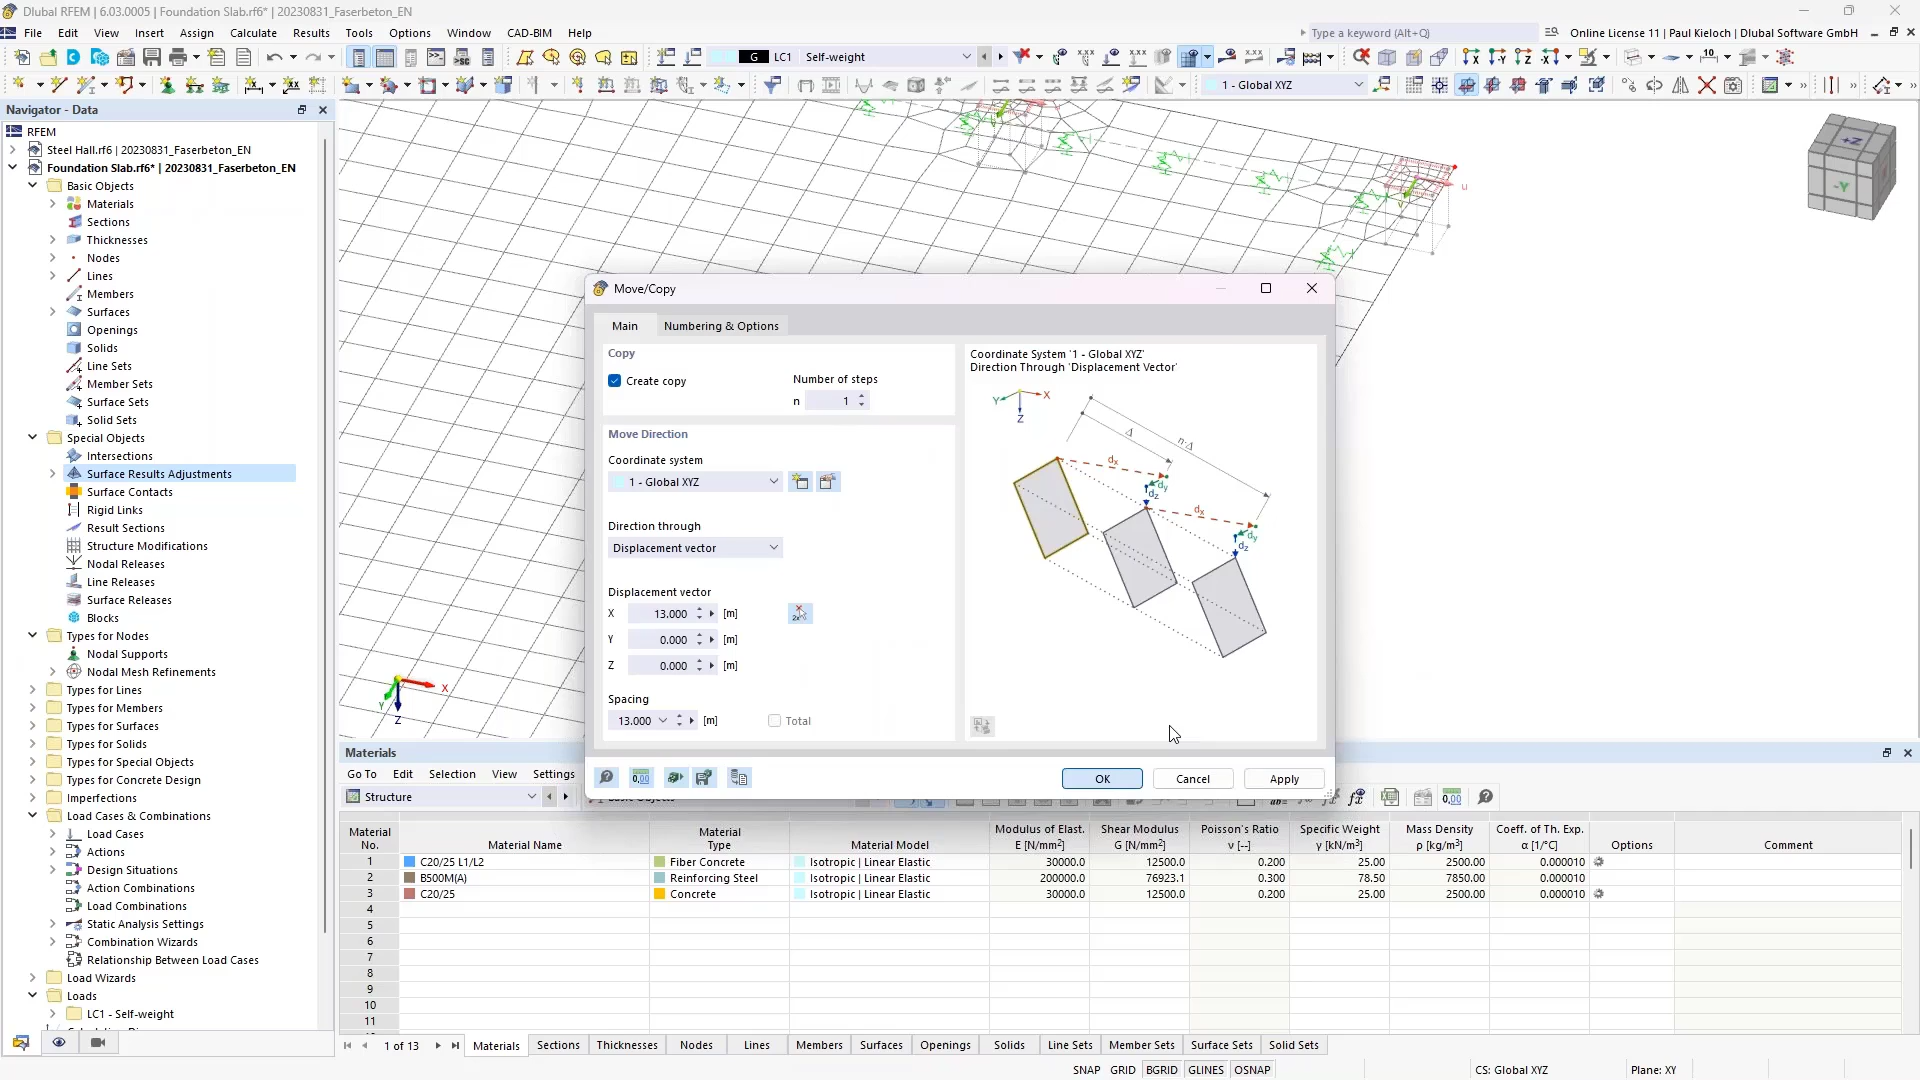 Dlubal RFEM | 6.03.0005 | Foundation Slab.rf6* | 20230831_Faserbeton_EN
File Edit View Insert Assign Calculate Results Tools Options Window CAD-BIM Help
Type a keyword (Alt+Q)
Online License 11 | Paul Kieloch | Dlubal Software GmbH
G LC1 Self-weight
1 - Global XYZ
Navigator - Data
RFEM
Steel Hall.rf6 | 20230831_Faserbeton_EN
Foundation Slab.rf6* | 20230831_Faserbeton_EN
Basic Objects
Materials
Sections
Thicknesses
Nodes
Lines
Members
Surfaces
Openings
Solids
Line Sets
Member Sets
Surface Sets
Solid Sets
Special Objects
Intersections
Surface Results Adjustments
Surface Contacts
Rigid Links
Result Sections
Structure Modifications
Nodal Releases
Line Releases
Surface Releases
Blocks
Types for Nodes
Nodal Supports
Nodal Mesh Refinements
Types for Lines
Types for Members
Types for Surfaces
Types for Solids
Types for Special Objects
Types for Concrete Design
Imperfections
Load Cases & Combinations
Load Cases
Actions
Design Situations
Action Combinations
Load Combinations
Static Analysis Settings
Combination Wizards
Relationship Between Load Cases
Load Wizards
Loads
LC1 - Self-weight
+Z
-Y
u
X
Y
Z
Move/Copy
Main Numbering & Options
Copy
Create copy
Number of steps
n 1
Move Direction
Coordinate system
1 - Global XYZ
Direction through
Displacement vector
Displacement vector
X 13.000 [m]
Y 0.000 [m]
Z 0.000 [m]
Spacing
13.000 [m]
Total
Coordinate System '1 - Global XYZ'
Direction Through 'Displacement Vector'
X
Y
Z
Δ
n·Δ
dx
dy
dz
dx
dy
dz
OK Cancel Apply
Materials
Go To Edit Selection View Settings
Structure
Material No. Material Name Material Type Material Model Modulus of Elast. E [N/mm²] Shear Modulus G [N/mm²] Poisson's Ratio ν [--] Specific Weight γ [kN/m³] Mass Density ρ [kg/m³] Coeff. of Th. Exp. α [1/°C] Options Comment
1 C20/25 L1/L2 Fiber Concrete Isotropic | Linear Elastic 30000.0 12500.0 0.200 25.00 2500.00 0.000010
2 B500M(A) Reinforcing Steel Isotropic | Linear Elastic 200000.0 76923.1 0.300 78.50 7850.00 0.000010
3 C20/25 Concrete Isotropic | Linear Elastic 30000.0 12500.0 0.200 25.00 2500.00 0.000010
4
5
6
7
8
9
10
11
1 of 13 Materials Sections Thicknesses Nodes Lines Members Surfaces Openings Solids Line Sets Member Sets Surface Sets Solid Sets
SNAP GRID BGRID GLINES OSNAP CS: Global XYZ Plane: XY